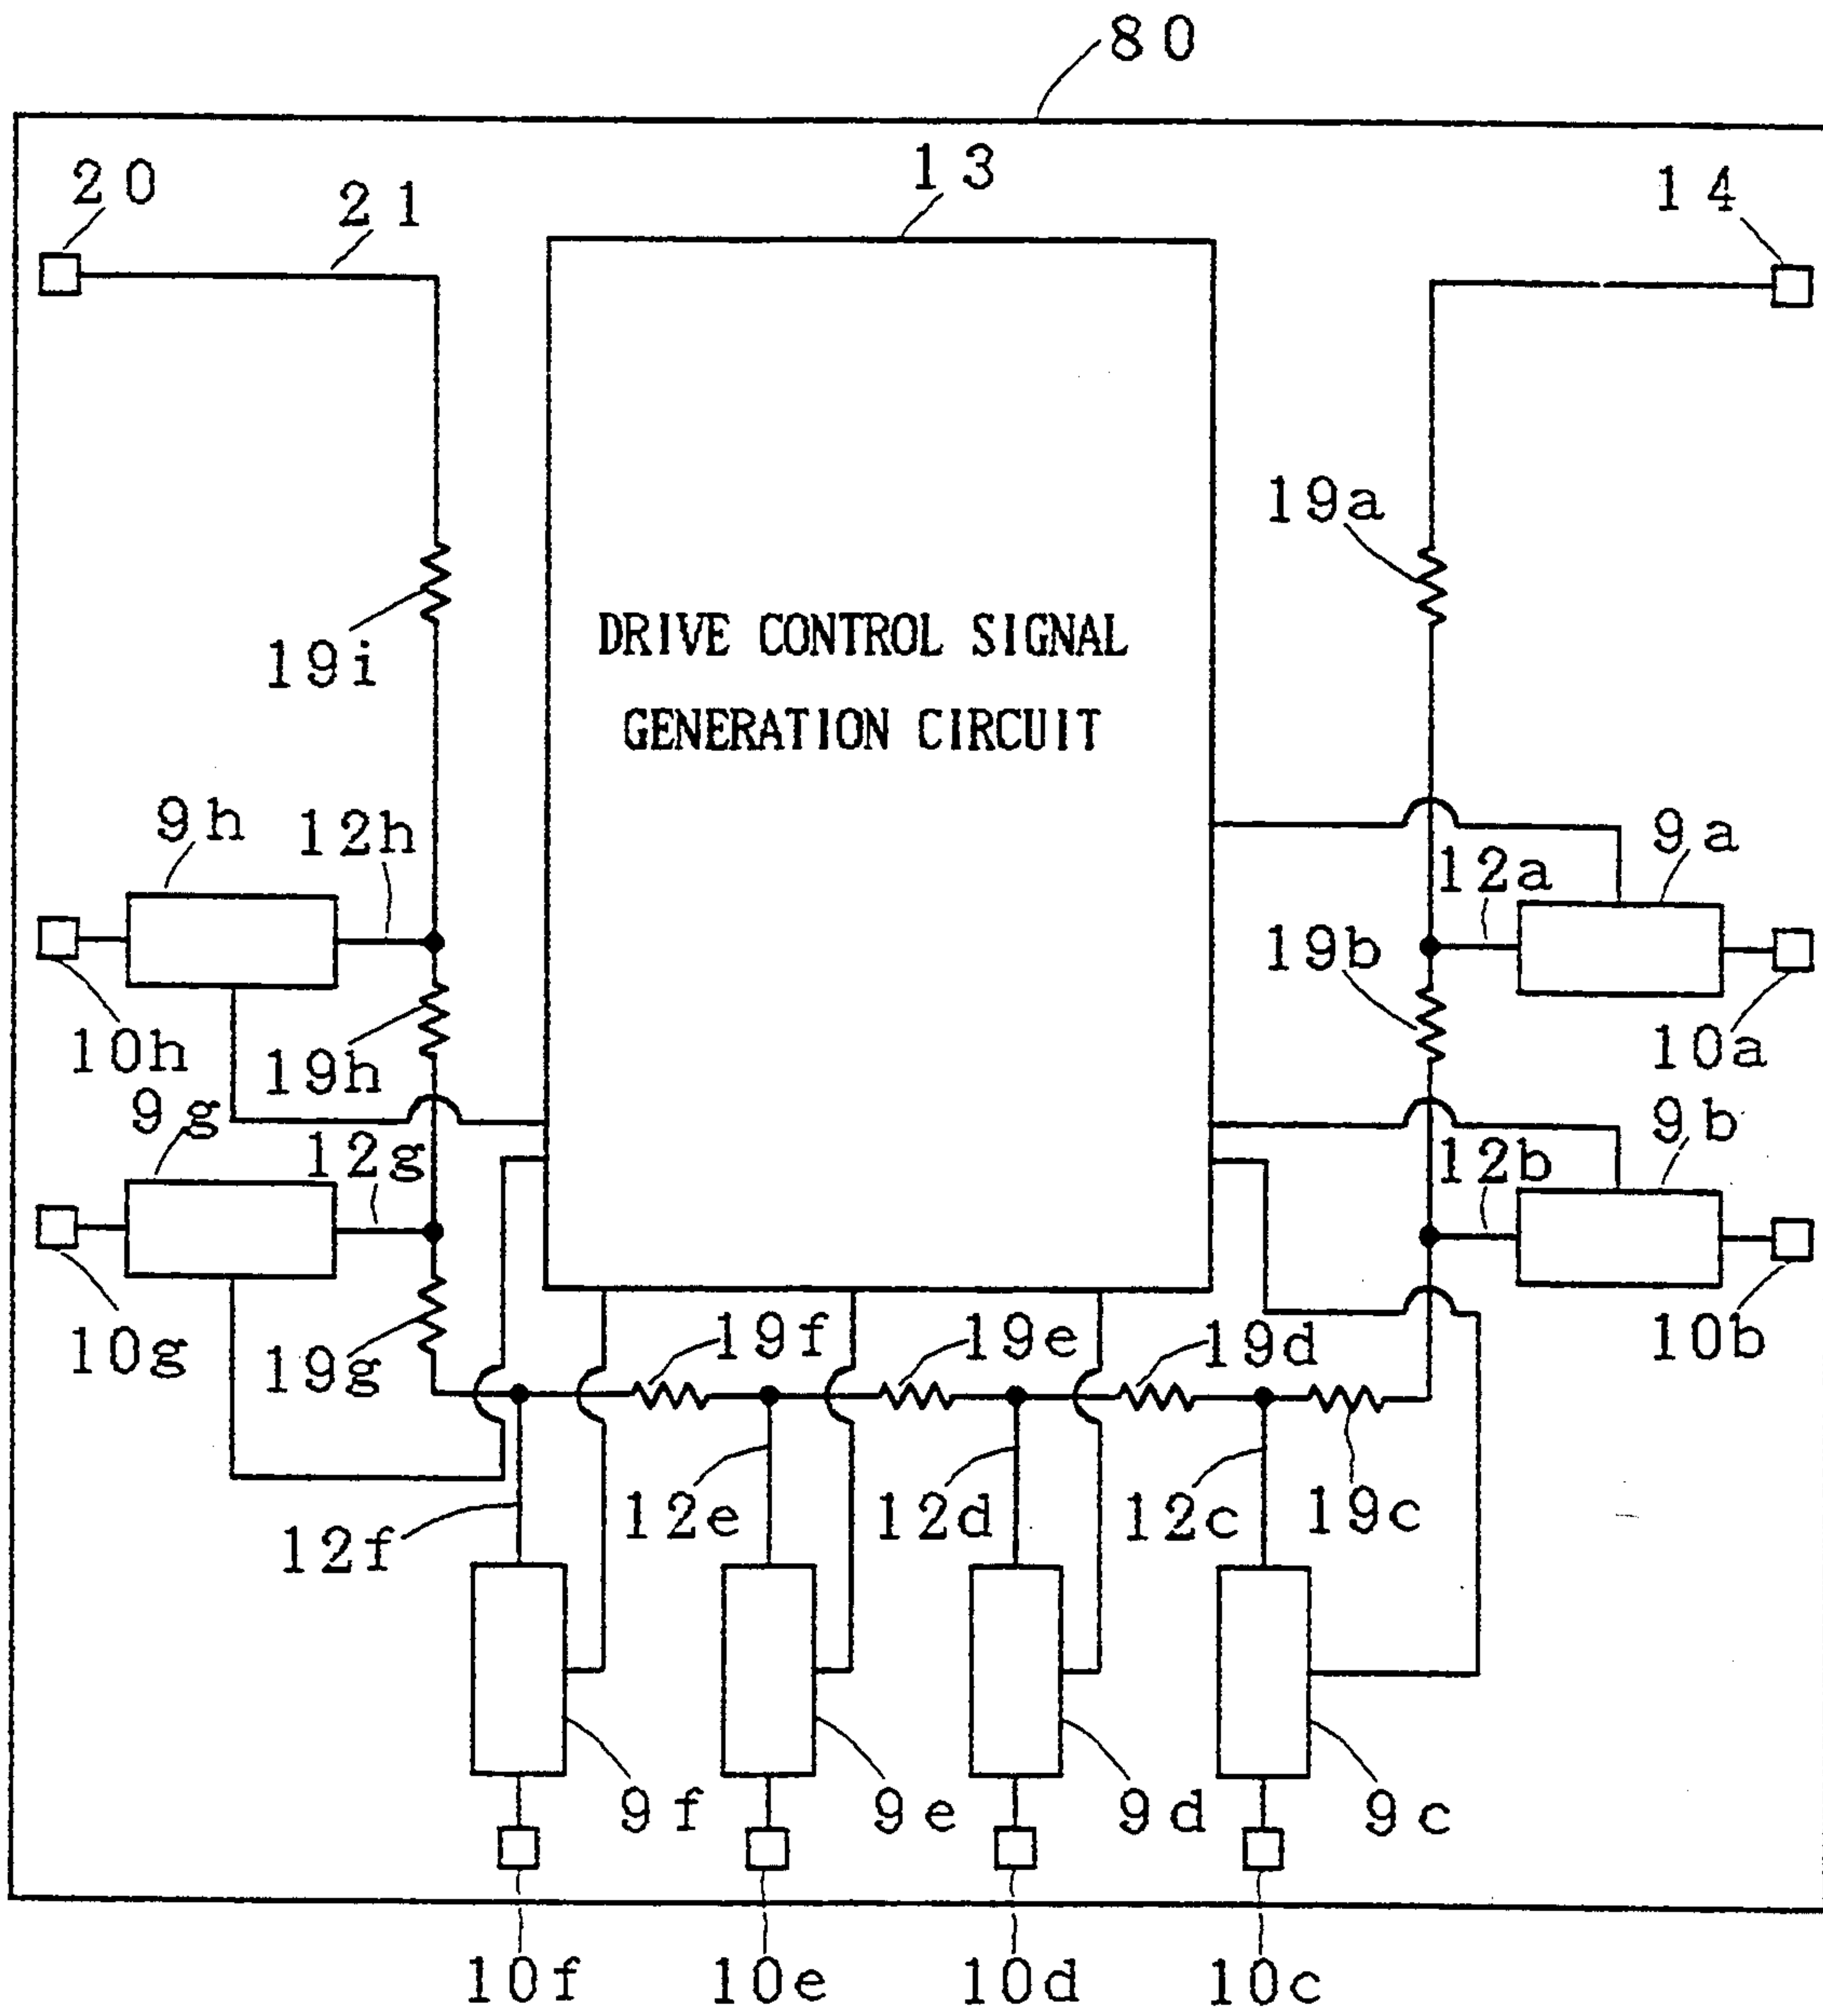 80
20
21
13
14
19a
19i
DRIVE CONTROL SIGNAL
GENERATION CIRCUIT
9h
12h
9a
12a
19b
10h
19h
10a
9g
12g
9b
12b
10g
19g
19f
19e
19d
10b
12f
12e
12d
12c
19c
9f
9e
9d
9c
10f
10e
10d
10c